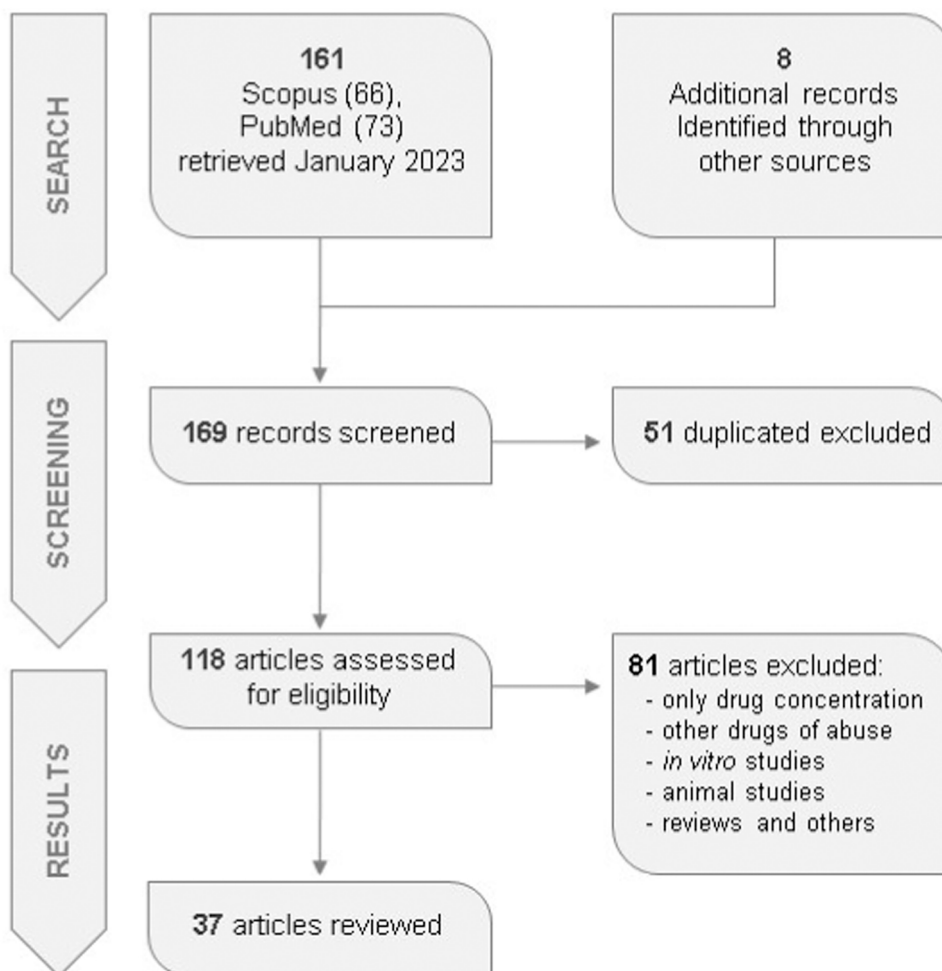 SEARCH
161
Scopus (66),
PubMed (73)
retrieved January 2023
8
Additional records
Identified through
other sources
SCREENING
169 records screened
51 duplicated excluded
118 articles assessed
for eligibility
81 articles excluded:
- only drug concentration
- other drugs of abuse
- in vitro studies
- animal studies
- reviews and others
RESULTS
37 articles reviewed